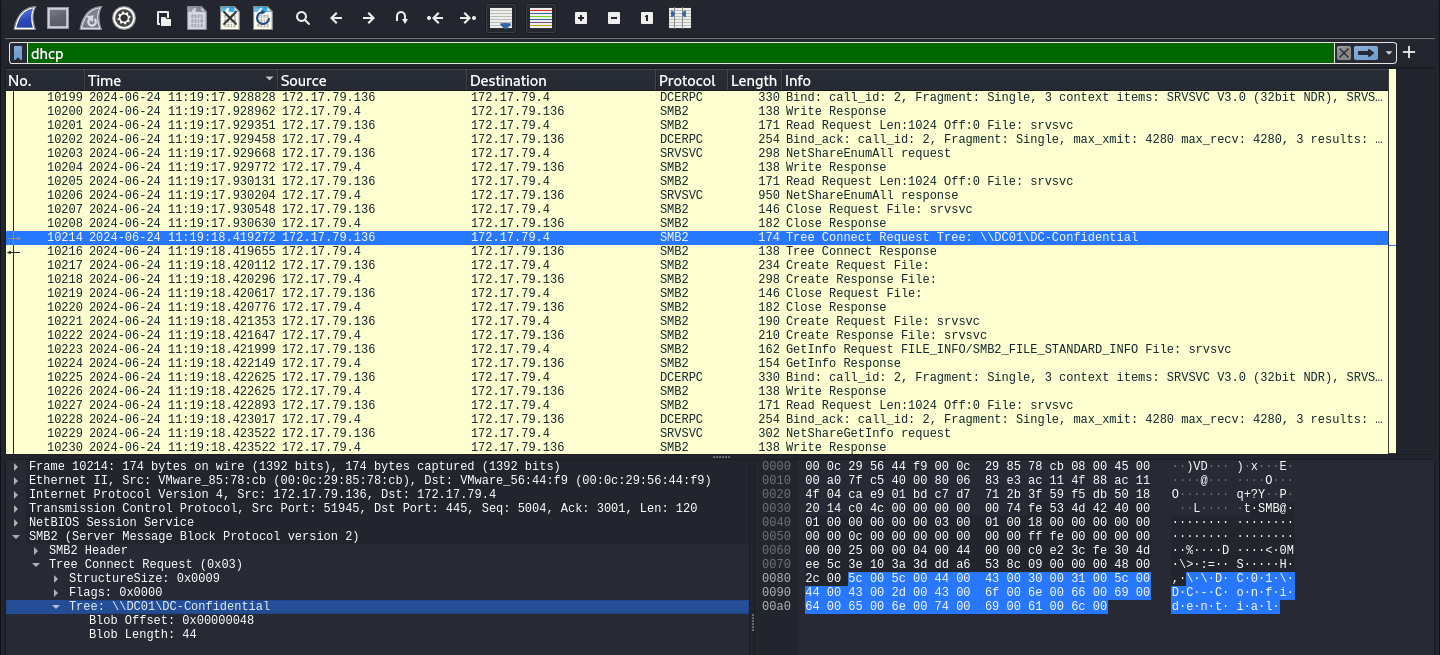 dhcp
No. Time Source Destination Protocol Length Info
10199 2024-06-24 11:19:17.928828 172.17.79.136 172.17.79.4 DCERPC 330 Bind: call_id: 2, Fragment: Single, 3 context items: SRVSVC V3.0 (32bit NDR), SRVS…
10200 2024-06-24 11:19:17.928962 172.17.79.4 172.17.79.136 SMB2 138 Write Response
10201 2024-06-24 11:19:17.929351 172.17.79.136 172.17.79.4 SMB2 171 Read Request Len:1024 Off:0 File: srvsvc
10202 2024-06-24 11:19:17.929458 172.17.79.4 172.17.79.136 DCERPC 254 Bind_ack: call_id: 2, Fragment: Single, max_xmit: 4280 max_recv: 4280, 3 results: …
10203 2024-06-24 11:19:17.929668 172.17.79.136 172.17.79.4 SRVSVC 298 NetShareEnumAll request
10204 2024-06-24 11:19:17.929772 172.17.79.4 172.17.79.136 SMB2 138 Write Response
10205 2024-06-24 11:19:17.930131 172.17.79.136 172.17.79.4 SMB2 171 Read Request Len:1024 Off:0 File: srvsvc
10206 2024-06-24 11:19:17.930204 172.17.79.4 172.17.79.136 SRVSVC 950 NetShareEnumAll response
10207 2024-06-24 11:19:17.930548 172.17.79.136 172.17.79.4 SMB2 146 Close Request File: srvsvc
10208 2024-06-24 11:19:17.930630 172.17.79.4 172.17.79.136 SMB2 182 Close Response
10214 2024-06-24 11:19:18.419272 172.17.79.136 172.17.79.4 SMB2 174 Tree Connect Request Tree: \\DC01\DC-Confidential
10216 2024-06-24 11:19:18.419655 172.17.79.4 172.17.79.136 SMB2 138 Tree Connect Response
10217 2024-06-24 11:19:18.420112 172.17.79.136 172.17.79.4 SMB2 234 Create Request File:
10218 2024-06-24 11:19:18.420296 172.17.79.4 172.17.79.136 SMB2 298 Create Response File:
10219 2024-06-24 11:19:18.420617 172.17.79.136 172.17.79.4 SMB2 146 Close Request File:
10220 2024-06-24 11:19:18.420776 172.17.79.4 172.17.79.136 SMB2 182 Close Response
10221 2024-06-24 11:19:18.421353 172.17.79.136 172.17.79.4 SMB2 190 Create Request File: srvsvc
10222 2024-06-24 11:19:18.421647 172.17.79.4 172.17.79.136 SMB2 210 Create Response File: srvsvc
10223 2024-06-24 11:19:18.421999 172.17.79.136 172.17.79.4 SMB2 162 GetInfo Request FILE_INFO/SMB2_FILE_STANDARD_INFO File: srvsvc
10224 2024-06-24 11:19:18.422149 172.17.79.4 172.17.79.136 SMB2 154 GetInfo Response
10225 2024-06-24 11:19:18.422625 172.17.79.136 172.17.79.4 DCERPC 330 Bind: call_id: 2, Fragment: Single, 3 context items: SRVSVC V3.0 (32bit NDR), SRVS…
10226 2024-06-24 11:19:18.422625 172.17.79.4 172.17.79.136 SMB2 138 Write Response
10227 2024-06-24 11:19:18.422893 172.17.79.136 172.17.79.4 SMB2 171 Read Request Len:1024 Off:0 File: srvsvc
10228 2024-06-24 11:19:18.423017 172.17.79.4 172.17.79.136 DCERPC 254 Bind_ack: call_id: 2, Fragment: Single, max_xmit: 4280 max_recv: 4280, 3 results: …
10229 2024-06-24 11:19:18.423522 172.17.79.136 172.17.79.4 SRVSVC 302 NetShareGetInfo request
10230 2024-06-24 11:19:18.423522 172.17.79.4 172.17.79.136 SMB2 138 Write Response
Frame 10214: 174 bytes on wire (1392 bits), 174 bytes captured (1392 bits)
Ethernet II, Src: VMware_85:78:cb (00:0c:29:85:78:cb), Dst: VMware_56:44:f9 (00:0c:29:56:44:f9)
Internet Protocol Version 4, Src: 172.17.79.136, Dst: 172.17.79.4
Transmission Control Protocol, Src Port: 51945, Dst Port: 445, Seq: 5004, Ack: 3001, Len: 120
NetBIOS Session Service
SMB2 (Server Message Block Protocol version 2)
SMB2 Header
Tree Connect Request (0x03)
StructureSize: 0x0009
Flags: 0x0000
Tree: \\DC01\DC-Confidential
Blob Offset: 0x00000048
Blob Length: 44
0000 00 0c 29 56 44 f9 00 0c 29 85 78 cb 08 00 45 00 ··)VD··· )·x···E·
0010 00 a0 7f c5 40 00 80 06 83 e3 ac 11 4f 88 ac 11 ····@··· ····O···
0020 4f 04 ca e9 01 bd c7 d7 71 2b 3f 59 f5 db 50 18 O······· q+?Y··P·
0030 20 14 c0 4c 00 00 00 00 00 74 fe 53 4d 42 40 00  ··L···· ·t·SMB@·
0040 01 00 00 00 00 00 03 00 01 00 18 00 00 00 00 00 ········ ········
0050 00 00 0c 00 00 00 00 00 00 00 ff fe 00 00 00 00 ········ ········
0060 00 00 25 00 00 04 00 44 00 00 c0 e2 3c fe 30 4d ··%····D ····<·0M
0070 ee 5c 3e 10 3a 3d dd a6 53 8c 09 00 00 00 48 00 ·\>·:=·· S·····H·
0080 2c 00 5c 00 5c 00 44 00 43 00 30 00 31 00 5c 00 ,·\·\·D· C·0·1·\·
0090 44 00 43 00 2d 00 43 00 6f 00 6e 00 66 00 69 00 D·C·-·C· o·n·f·i·
00a0 64 00 65 00 6e 00 74 00 69 00 61 00 6c 00 d·e·n·t· i·a·l·